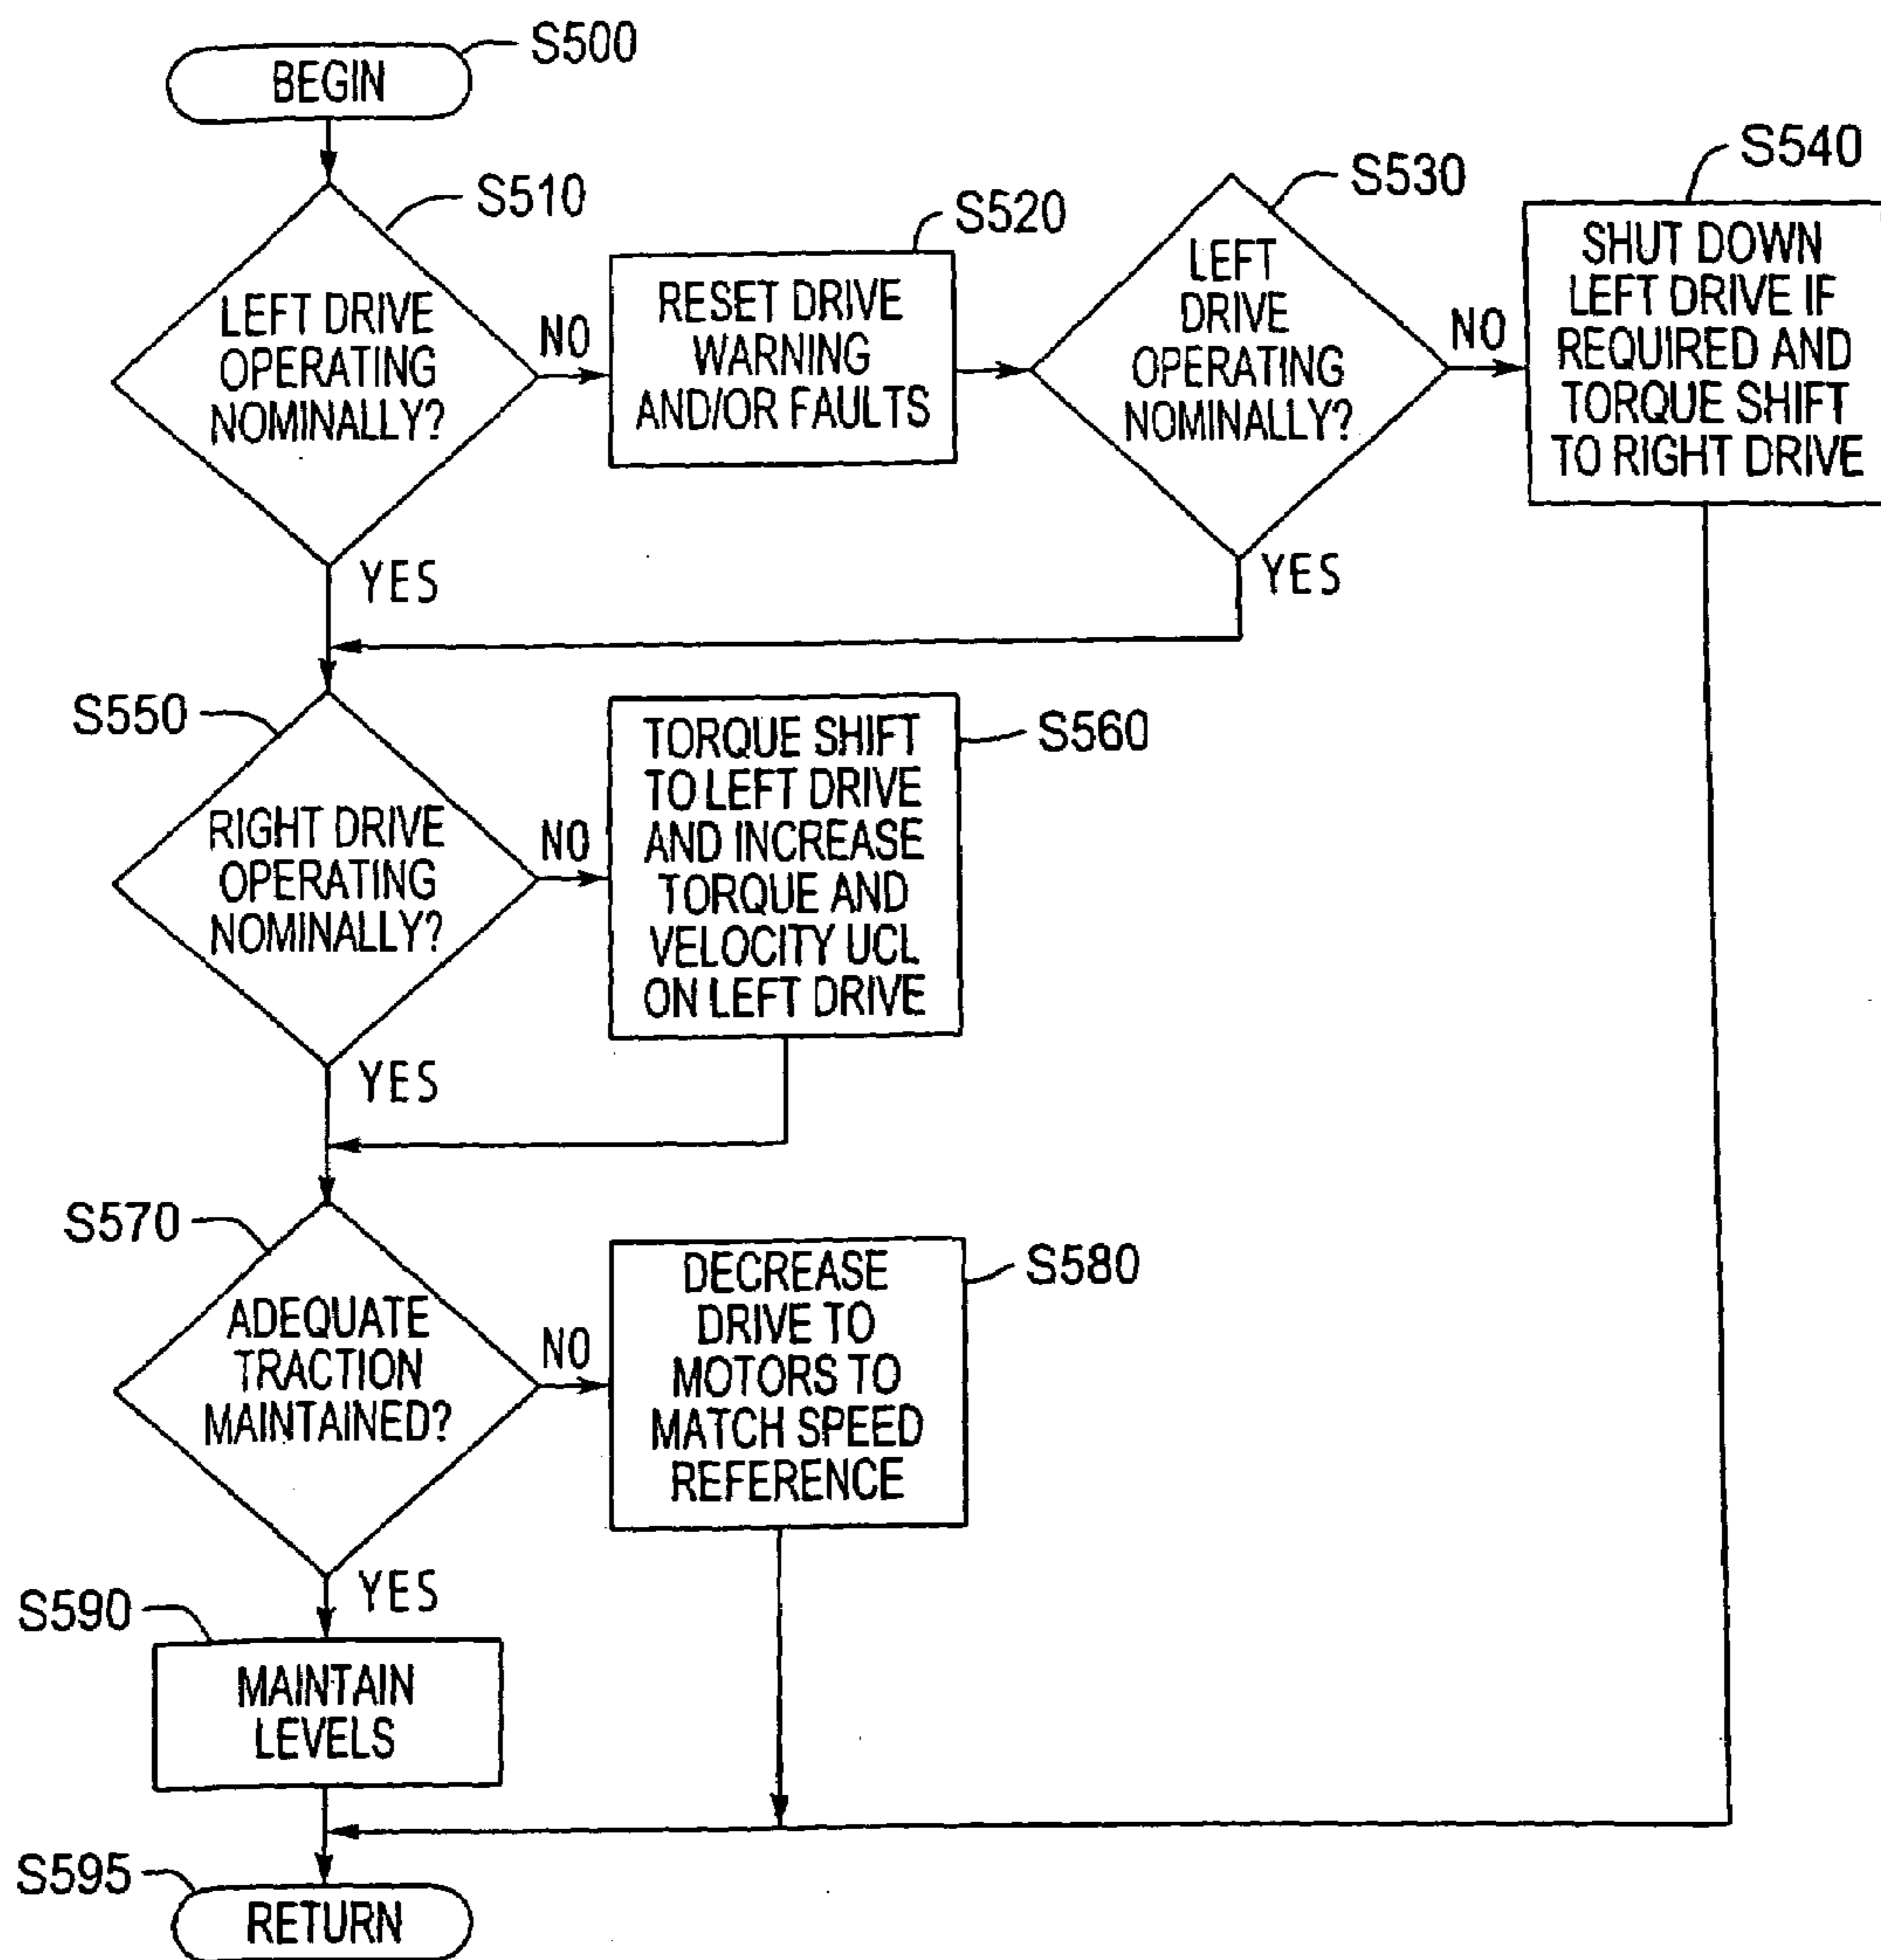 S500
BEGIN
S510
LEFT DRIVE
OPERATING
NOMINALLY?
NO
YES
S520
RESET DRIVE
WARNING
AND/OR FAULTS
S530
LEFT
DRIVE
OPERATING
NOMINALLY?
NO
YES
S540
SHUT DOWN
LEFT DRIVE IF
REQUIRED AND
TORQUE SHIFT
TO RIGHT DRIVE
S550
RIGHT DRIVE
OPERATING
NOMINALLY?
NO
YES
S560
TORQUE SHIFT
TO LEFT DRIVE
AND INCREASE
TORQUE AND
VELOCITY UCL
ON LEFT DRIVE
S570
ADEQUATE
TRACTION
MAINTAINED?
NO
YES
S580
DECREASE
DRIVE TO
MOTORS TO
MATCH SPEED
REFERENCE
S590
MAINTAIN
LEVELS
S595
RETURN